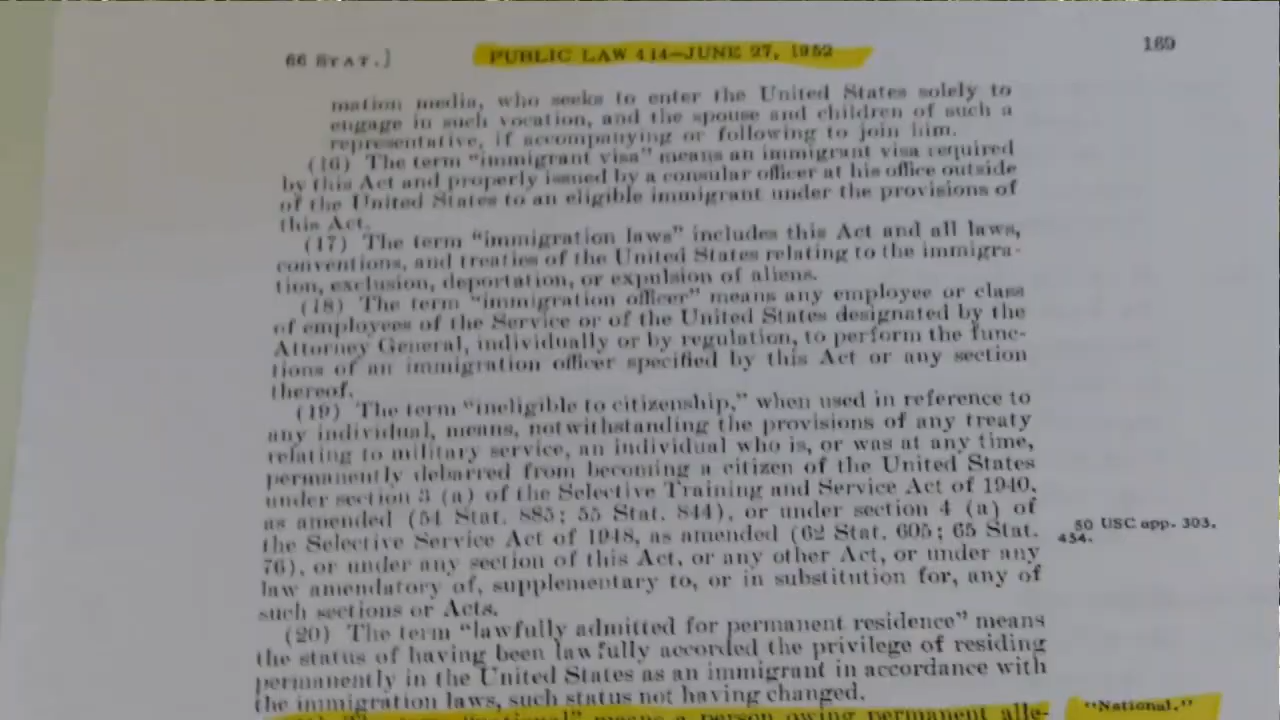 66 STAT.] PUBLIC LAW 414—JUNE 27, 1952 169
mation media, who seeks to enter the United States solely to
engage in such vocation, and the spouse and children of such a
representative, if accompanying or following to join him.
(16) The term "immigrant visa" means an immigrant visa required
by this Act and properly issued by a consular officer at his office outside
of the United States to an eligible immigrant under the provisions of
this Act.
(17) The term "immigration laws" includes this Act and all laws,
conventions, and treaties of the United States relating to the immigra-
tion, exclusion, deportation, or expulsion of aliens.
(18) The term "immigration officer" means any employee or class
of employees of the Service or of the United States designated by the
Attorney General, individually or by regulation, to perform the func-
tions of an immigration officer specified by this Act or any section
thereof.
(19) The term "ineligible to citizenship," when used in reference to
any individual, means, notwithstanding the provisions of any treaty
relating to military service, an individual who is, or was at any time,
permanently debarred from becoming a citizen of the United States
under section 3 (a) of the Selective Training and Service Act of 1940,
as amended (54 Stat. 885; 55 Stat. 844), or under section 4 (a) of
the Selective Service Act of 1948, as amended (62 Stat. 605; 65 Stat.
76), or under any section of this Act, or any other Act, or under any
law amendatory of, supplementary to, or in substitution for, any of
such sections or Acts.
50 USC app. 303,
454.
(20) The term "lawfully admitted for permanent residence" means
the status of having been lawfully accorded the privilege of residing
permanently in the United States as an immigrant in accordance with
the immigration laws, such status not having changed.
The term "national" means a person owing permanent alle-
"National."